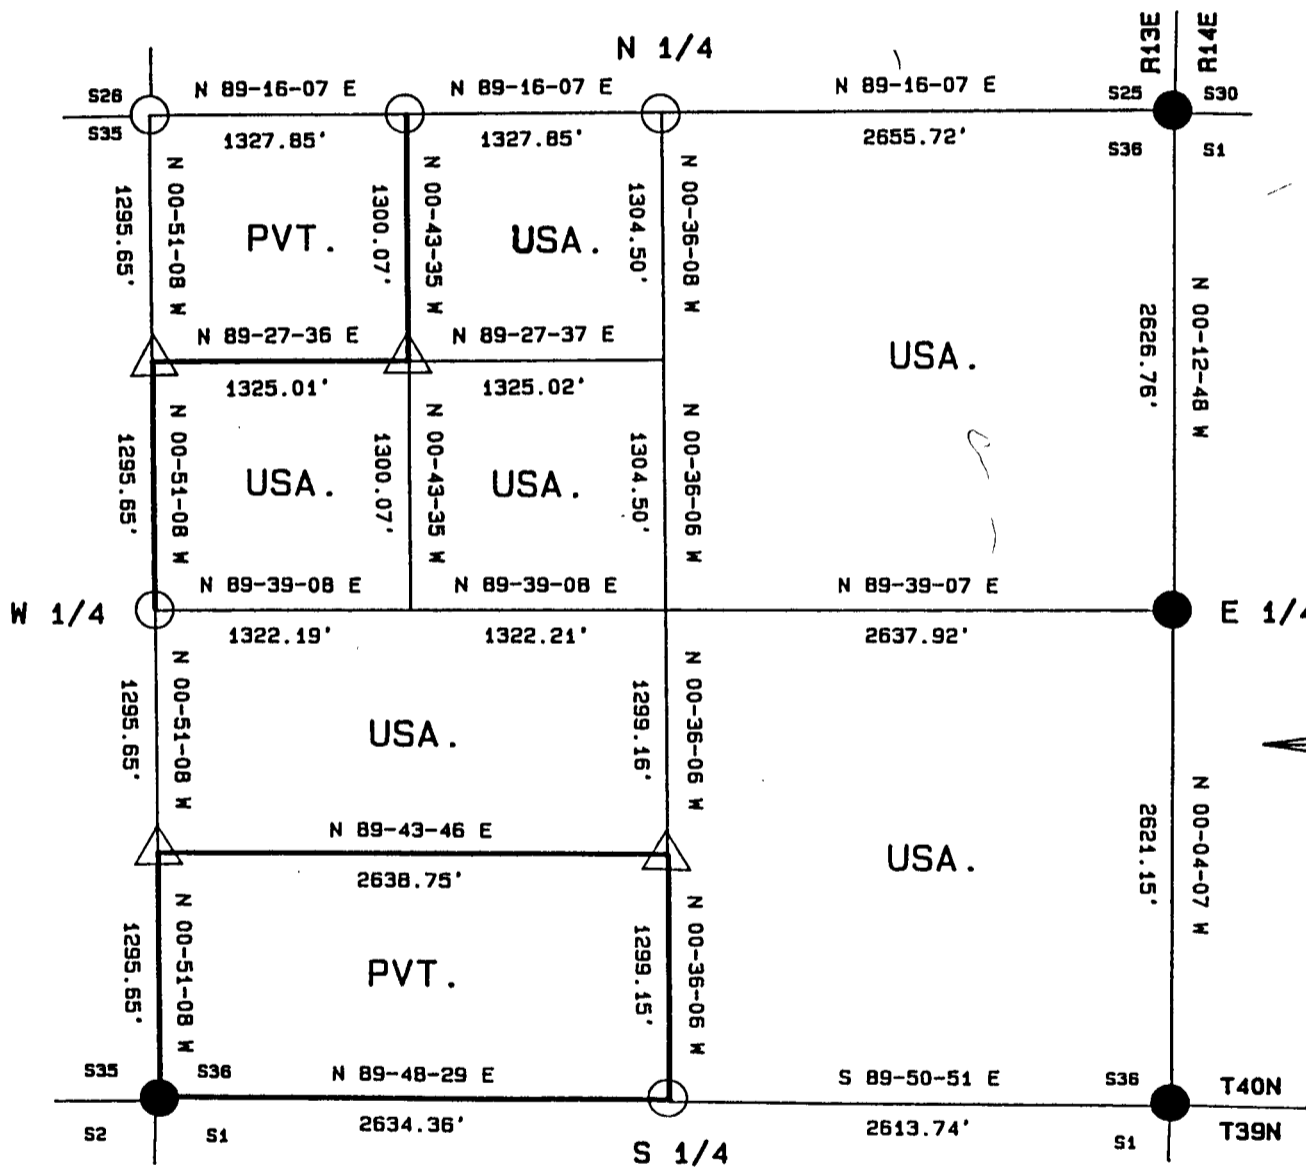 N 1/4
R13E
R14E
N 89-16-07 E
N 89-16-07 E
N 89-16-07 E
S26
S25
S30
S35
1327.85'
1327.85'
2655.72'
S36
S1
1295.65'
N 00-51-08 W
1300.07'
N 00-43-35 W
1304.50'
N 00-36-08 W
PVT.
USA.
2626.76'
N 00-12-48 W
N 89-27-36 E
N 89-27-37 E
USA.
1325.01'
1325.02'
1295.65'
N 00-51-08 W
1300.07'
N 00-43-35 W
1304.50'
N 00-36-06 W
USA.
USA.
N 89-39-08 E
N 89-39-08 E
N 89-39-07 E
W 1/4
E 1/4
1322.19'
1322.21'
2637.92'
1295.65'
N 00-51-08 W
1299.16'
N 00-36-06 W
USA.
2621.15'
N 00-04-07 W
N 89-43-46 E
USA.
2638.75'
1295.65'
N 00-51-08 W
1299.15'
N 00-36-06 W
PVT.
S35
S36
N 89-48-29 E
S 89-50-51 E
S36
T40N
S2
S1
2634.36'
2613.74'
S1
T39N
S 1/4